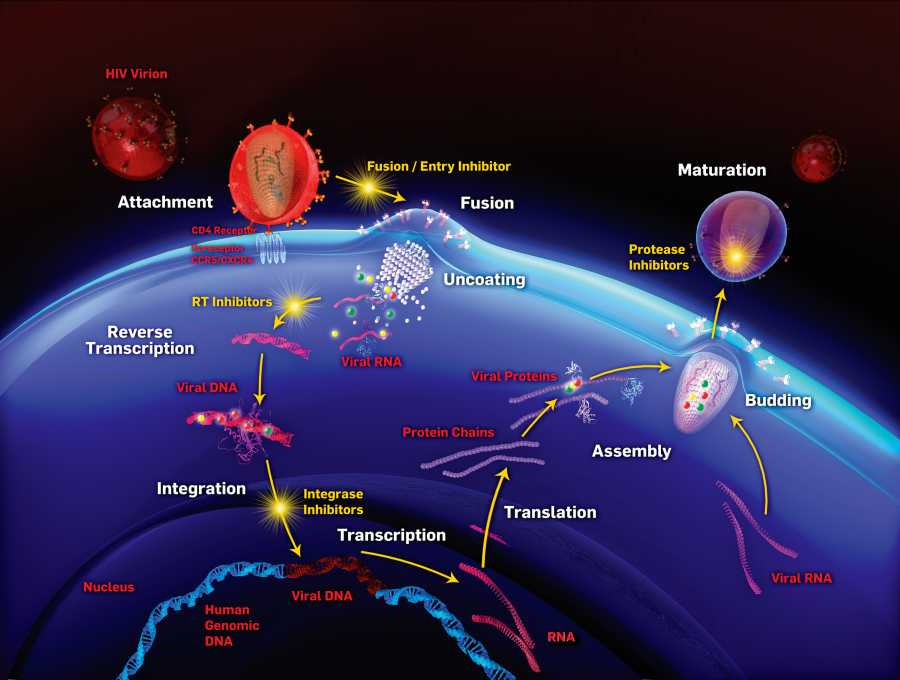 HIV Virion
Attachment
CD4 Receptor
Coreceptor
CCR5/CXCR4
Fusion / Entry Inhibitor
Fusion
Maturation
Protease
Inhibitors
Uncoating
RT Inhibitors
Reverse
Transcription
Viral RNA
Viral DNA
Viral Proteins
Budding
Protein Chains
Assembly
Integration
Integrase
Inhibitors
Translation
Transcription
Viral RNA
Nucleus
Viral DNA
Human
Genomic
DNA
RNA